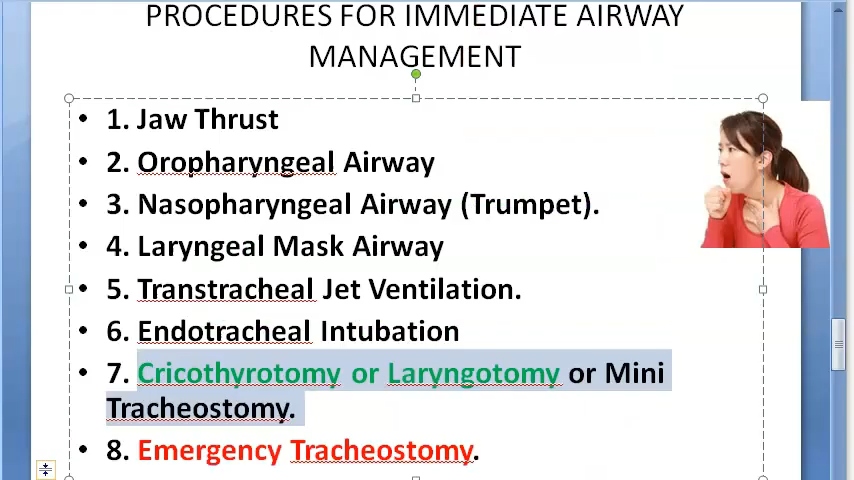 PROCEDURES FOR IMMEDIATE AIRWAY
MANAGEMENT
• 1. Jaw Thrust
• 2. Oropharyngeal Airway
• 3. Nasopharyngeal Airway (Trumpet).
• 4. Laryngeal Mask Airway
• 5. Transtracheal Jet Ventilation.
• 6. Endotracheal Intubation
• 7. Cricothyrotomy or Laryngotomy or Mini
Tracheostomy.
• 8. Emergency Tracheostomy.